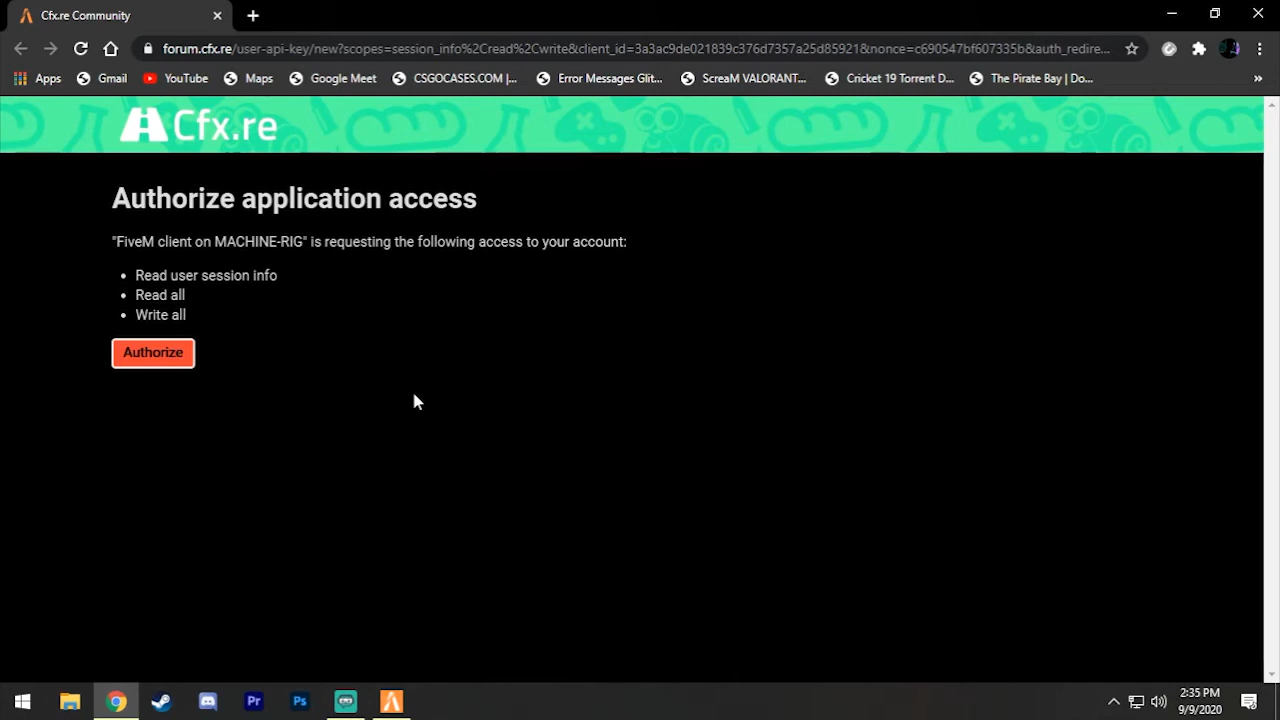 Cfx.re Community
forum.cfx.re/user-api-key/new?scopes=session_info%2Cread%2Cwrite&client_id=3a3ac9de021839c376d7357a25d859218&nonce=c690547bf607335b&auth_redire...
Apps Gmail YouTube Maps Google Meet CSGOCASES.COM |... Error Messages Glit... ScreaM VALORANT... Cricket 19 Torrent D... The Pirate Bay | Do... »
Cfx.re
Authorize application access
"FiveM client on MACHINE-RIG" is requesting the following access to your account:
• Read user session info
• Read all
• Write all
Authorize
Pr Ps
2:35 PM
9/9/2020